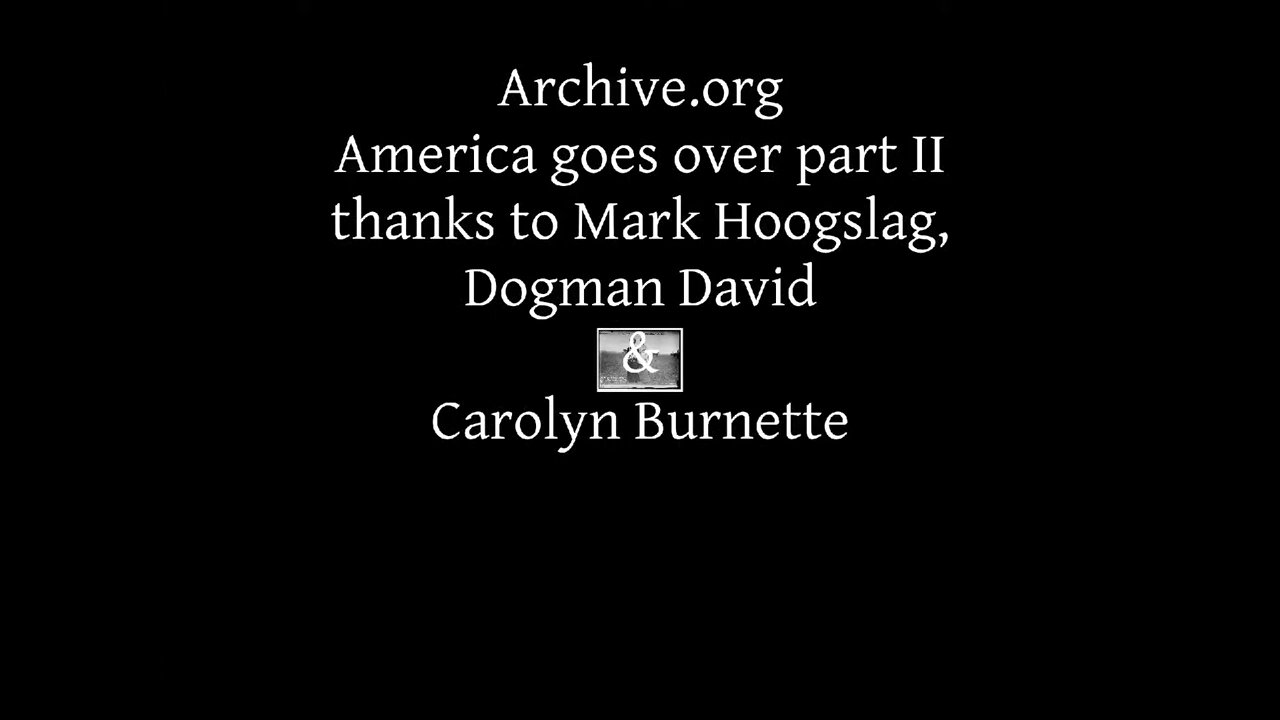 Archive.org
America goes over part II
thanks to Mark Hoogslag,
Dogman David
&
Carolyn Burnette